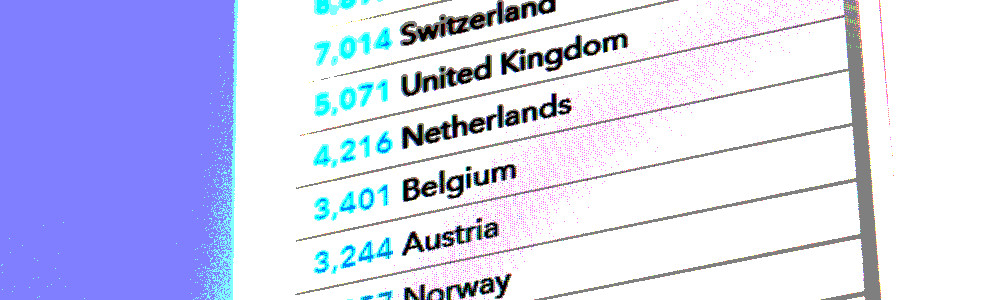 7,014 Switzerland
5,071 United Kingdom
4,216 Netherlands
3,401 Belgium
3,244 Austria
Norway